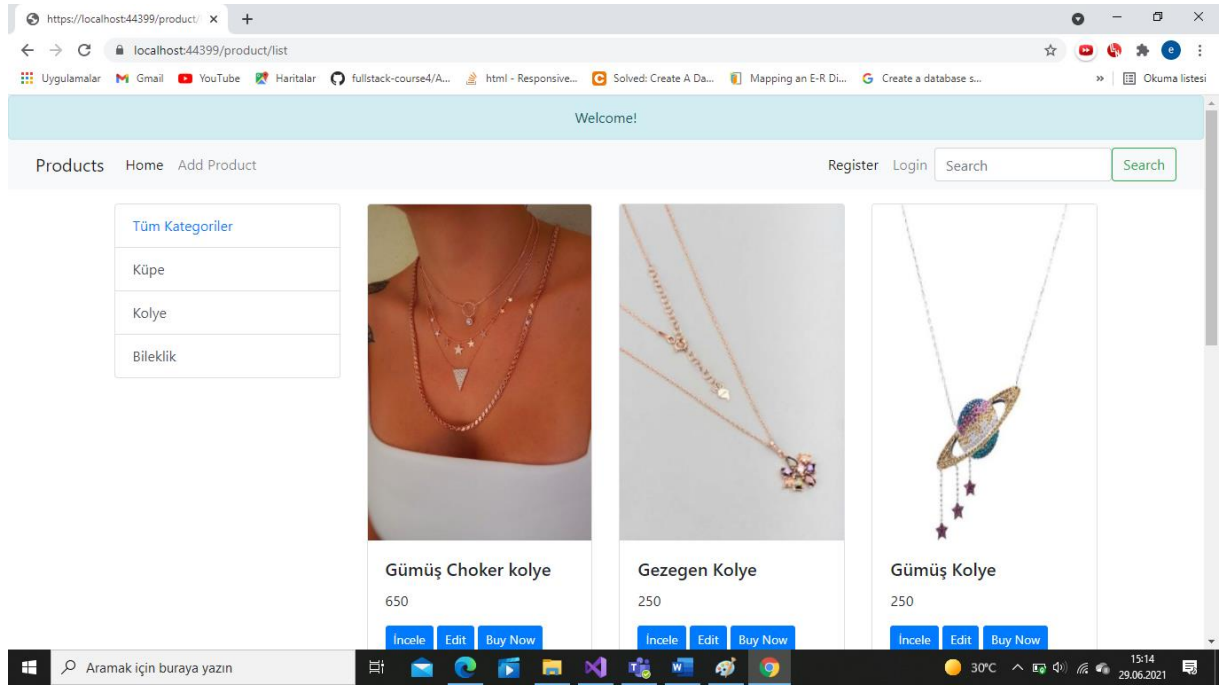 https://localhost:44399/product/
localhost:44399/product/list
Uygulamalar Gmail YouTube Haritalar fullstack-course4/A... html - Responsive... Solved: Create A Da... Mapping an E-R Di... Create a database s... » Okuma listesi
Welcome!
Products Home Add Product Register Login Search Search
Tüm Kategoriler
Küpe
Kolye
Bileklik
Gümüş Choker kolye Gezegen Kolye Gümüş Kolye
650 250 250
İncele Edit Buy Now İncele Edit Buy Now İncele Edit Buy Now
Aramak için buraya yazın 30°C 15:14
29.06.2021